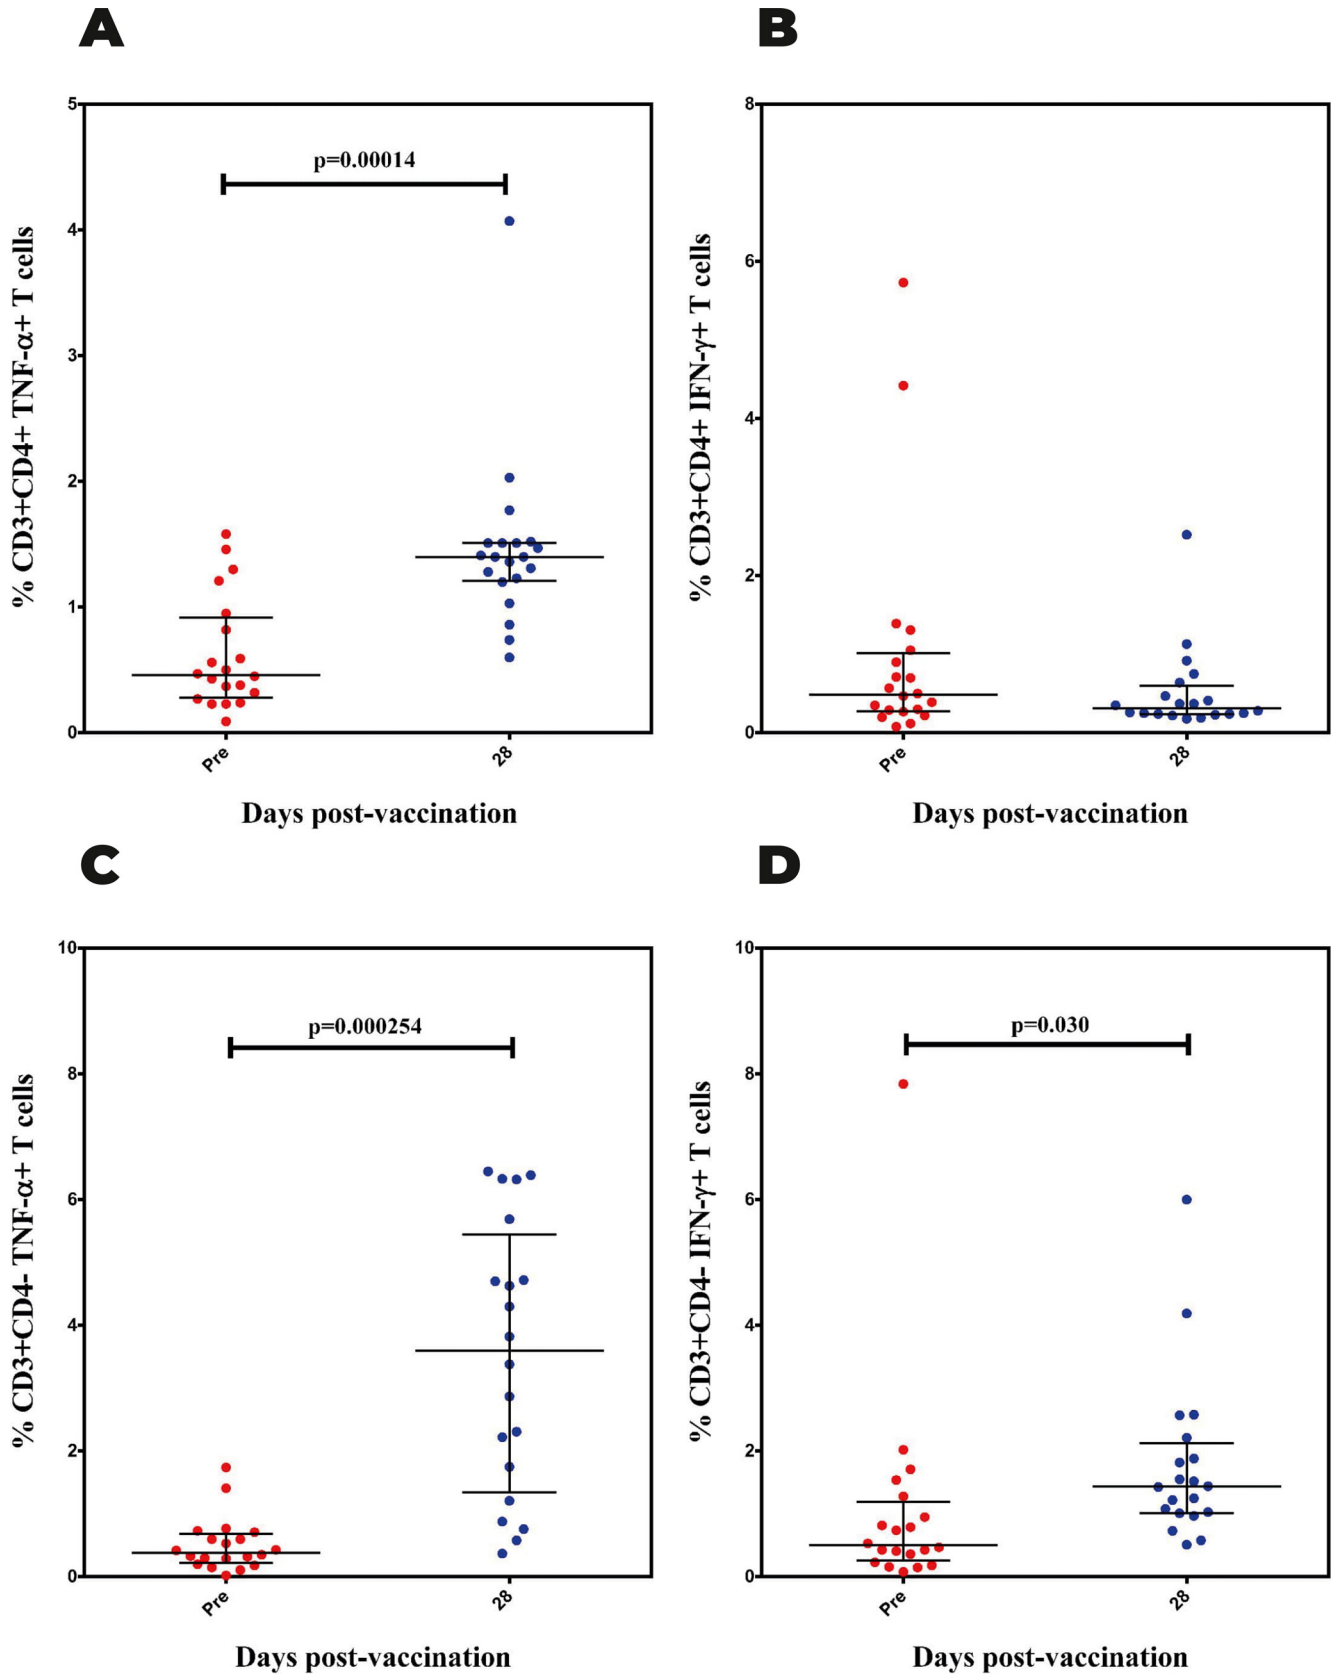 A
B
5
4
3
2
1
0
% CD3+CD4+ TNF-α+ T cells
p=0.00014
Pre
28
Days post-vaccination
8
6
4
2
0
% CD3+CD4+ IFN-γ+ T cells
Pre
28
Days post-vaccination
C
D
10
8
6
4
2
0
% CD3+CD4- TNF-α+ T cells
p=0.000254
Pre
28
Days post-vaccination
10
8
6
4
2
0
% CD3+CD4- IFN-γ+ T cells
p=0.030
Pre
28
Days post-vaccination